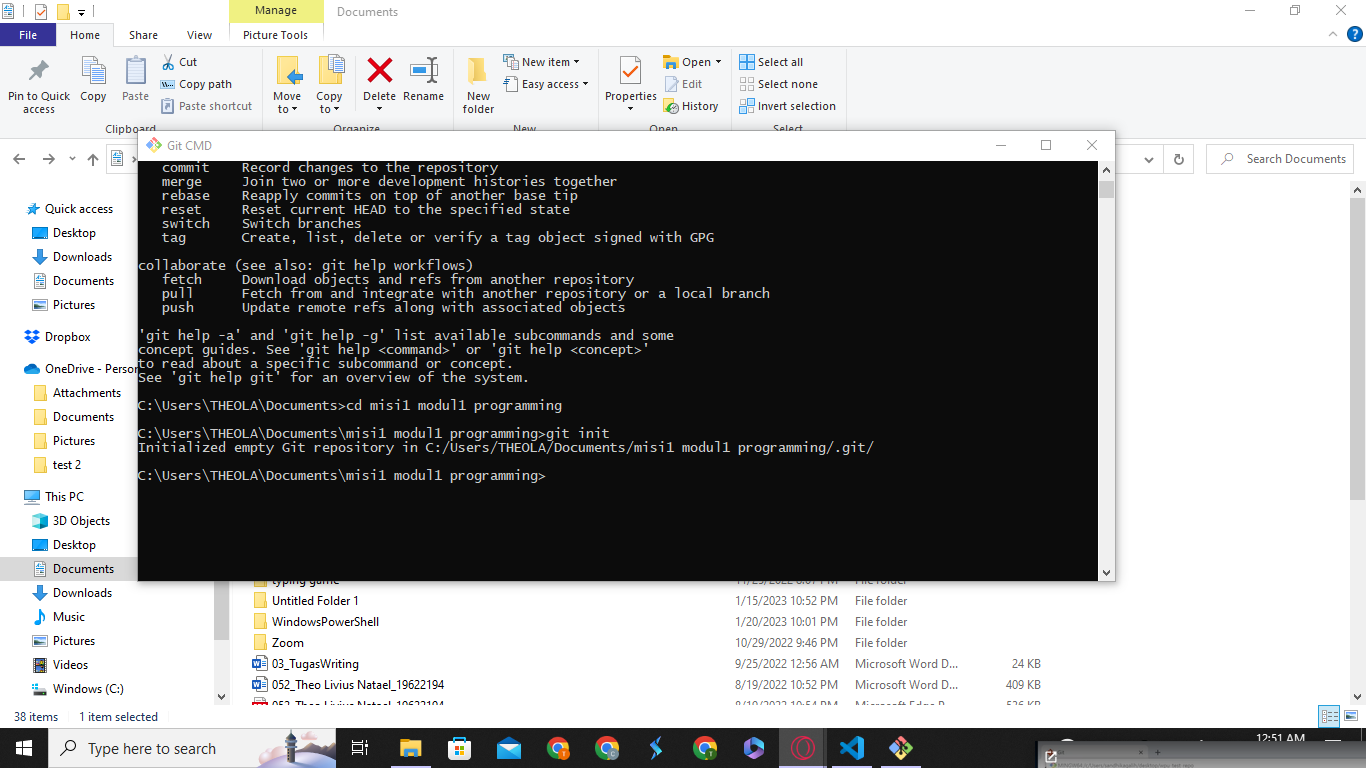 Manage
Documents
File
Home
Share
View
Picture Tools
Pin to Quick access
Copy
Paste
Cut
Copy path
Paste shortcut
Clipboard
Move to
Copy to
Delete
Rename
Organize
New folder
New item
Easy access
New
Properties
Open
Edit
History
Open
Select all
Select none
Invert selection
Select
Search Documents
Git CMD
commit Record changes to the repository
merge Join two or more development histories together
rebase Reapply commits on top of another base tip
reset Reset current HEAD to the specified state
switch Switch branches
tag Create, list, delete or verify a tag object signed with GPG
collaborate (see also: git help workflows)
fetch Download objects and refs from another repository
pull Fetch from and integrate with another repository or a local branch
push Update remote refs along with associated objects
'git help -a' and 'git help -g' list available subcommands and some
concept guides. See 'git help <command>' or 'git help <concept>'
to read about a specific subcommand or concept.
See 'git help git' for an overview of the system.
C:\Users\THEOLA\Documents>cd misi1 modul1 programming
C:\Users\THEOLA\Documents\misi1 modul1 programming>git init
Initialized empty Git repository in C:/Users/THEOLA/Documents/misi1 modul1 programming/.git/
C:\Users\THEOLA\Documents\misi1 modul1 programming>
Quick access
Desktop
Downloads
Documents
Pictures
Dropbox
OneDrive - Person
Attachments
Documents
Pictures
test 2
This PC
3D Objects
Desktop
Documents
Downloads
Music
Pictures
Videos
Windows (C:)
typing game File folder
Untitled Folder 1 1/15/2023 10:52 PM File folder
WindowsPowerShell 1/20/2023 10:01 PM File folder
Zoom 10/29/2022 9:46 PM File folder
03_TugasWriting 9/25/2022 12:56 AM Microsoft Word D... 24 KB
052_Theo Livius Natael_19622194 8/19/2022 10:52 PM Microsoft Word D... 409 KB
052_Theo Livius Natael_19622194 8/19/2022 10:54 PM Microsoft Edge P...
38 items 1 item selected
Type here to search
12:51 AM